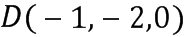 D( − 1, − 2,0)